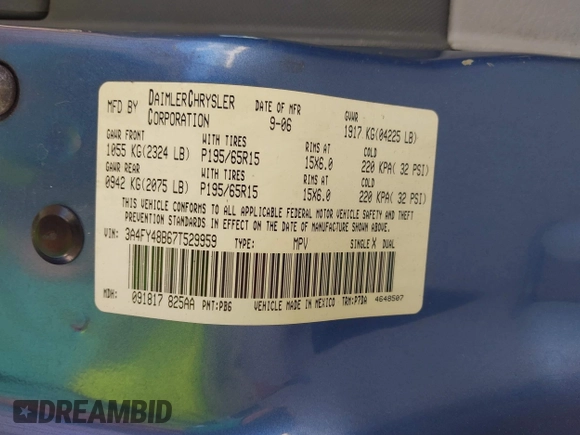 MFD BY DAIMLERCHRYSLER CORPORATION
DATE OF MFR 9-06
GVWR 1917 KG(04225 LB)
GAWR FRONT WITH TIRES RIMS AT COLD
1055 KG(2324 LB) P195/65R15 15X6.0 220 KPA( 32 PSI)
GAWR REAR WITH TIRES RIMS AT COLD
0942 KG(2075 LB) P195/65R15 15X6.0 220 KPA( 32 PSI)
THIS VEHICLE CONFORMS TO ALL APPLICABLE FEDERAL MOTOR VEHICLE SAFETY AND THEFT
PREVENTION STANDARDS IN EFFECT ON THE DATE OF MANUFACTURE SHOWN ABOVE.
VIN: 3A4FY48B67T529959 TYPE: MPV SINGLE X DUAL
MDH: 091817 825AA PNT:PB6 VEHICLE MADE IN MEXICO TRM:P7DA 4648507
DREAMBID